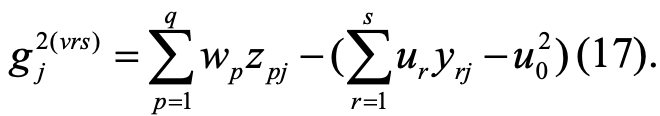 g_j^{2(vrs)} = \sum_{p=1}^{q} w_p z_{pj} - (\sum_{r=1}^{s} u_r y_{rj} - u_0^2) (17).